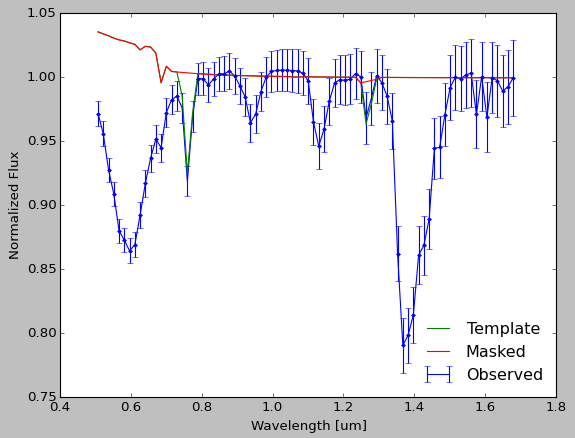 1.05
1.00
0.95
0.90
0.85
0.80
0.75
Normalized Flux
Template
Masked
Observed
0.4 0.6 0.8 1.0 1.2 1.4 1.6 1.8
Wavelength [um]